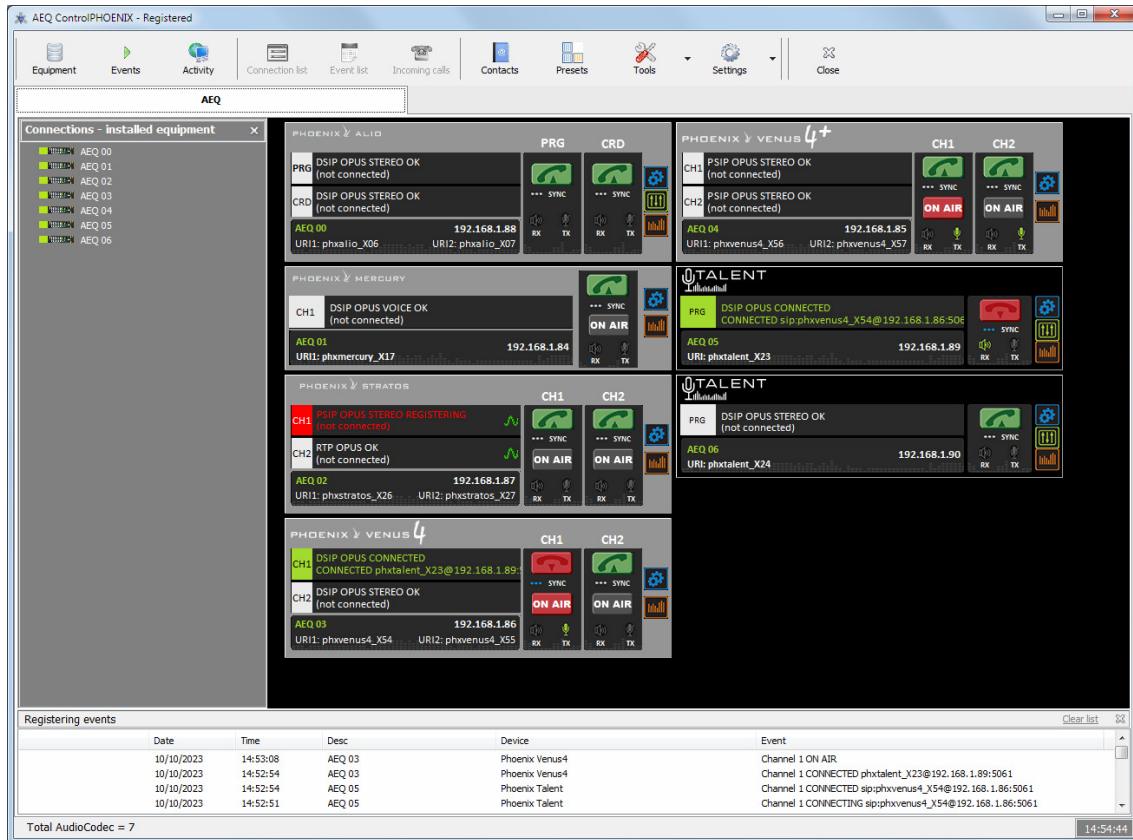 AEQ ControlPHOENIX - Registered
Equipment Events Activity Connection list Event list Incoming calls Contacts Presets Tools Settings Close
AEQ
Connections - installed equipment
AEQ 00
AEQ 01
AEQ 02
AEQ 03
AEQ 04
AEQ 05
AEQ 06
PHOENIX ALIO
PRG CRD
PRG DSIP OPUS STEREO OK
(not connected)
SYNC SYNC
CRD DSIP OPUS STEREO OK
(not connected)
AEQ 00 192.168.1.88
URI1: phxalio_X06 URI2: phxalio_X07
RX TX RX TX
PHOENIX MERCURY
CH1 DSIP OPUS VOICE OK
(not connected)
SYNC
ON AIR
AEQ 01 192.168.1.84
URI1: phxmercury_X17
RX TX
PHOENIX STRATOS
CH1 CH2
CH1 PSIP OPUS STEREO REGISTERING
(not connected)
SYNC SYNC
CH2 RTP OPUS OK
(not connected)
ON AIR ON AIR
AEQ 02 192.168.1.87
URI1: phxstratos_X26 URI2: phxstratos_X27
RX TX RX TX
PHOENIX VENUS 4
CH1 CH2
CH1 DSIP OPUS CONNECTED
CONNECTED phxtalent_X23@192.168.1.89:5
SYNC SYNC
CH2 DSIP OPUS STEREO OK
(not connected)
ON AIR ON AIR
AEQ 03 192.168.1.86
URI1: phxvenus4_X54 URI2: phxvenus4_X55
RX TX RX TX
PHOENIX VENUS 4+
CH1 CH2
CH1 PSIP OPUS STEREO OK
(not connected)
SYNC SYNC
CH2 PSIP OPUS STEREO OK
(not connected)
ON AIR ON AIR
AEQ 04 192.168.1.85
URI1: phxvenus4_X56 URI2: phxvenus4_X57
RX TX RX TX
TALENT
PRG DSIP OPUS CONNECTED
CONNECTED sip:phxvenus4_X54@192.168.1.86:506
SYNC
AEQ 05 192.168.1.89
URI: phxtalent_X23
RX TX
TALENT
PRG DSIP OPUS STEREO OK
(not connected)
SYNC
AEQ 06 192.168.1.90
URI: phxtalent_X24
RX TX
Registering events Clear list
Date Time Desc Device Event
10/10/2023 14:53:08 AEQ 03 Phoenix Venus4 Channel 1 ON AIR
10/10/2023 14:52:54 AEQ 03 Phoenix Venus4 Channel 1 CONNECTED phxtalent_X23@192.168.1.89:5061
10/10/2023 14:52:54 AEQ 05 Phoenix Talent Channel 1 CONNECTED sip:phxvenus4_X54@192.168.1.86:5061
10/10/2023 14:52:51 AEQ 05 Phoenix Talent Channel 1 CONNECTING sip:phxvenus4_X54@192.168.1.86:5061
Total AudioCodec = 7 14:54:44